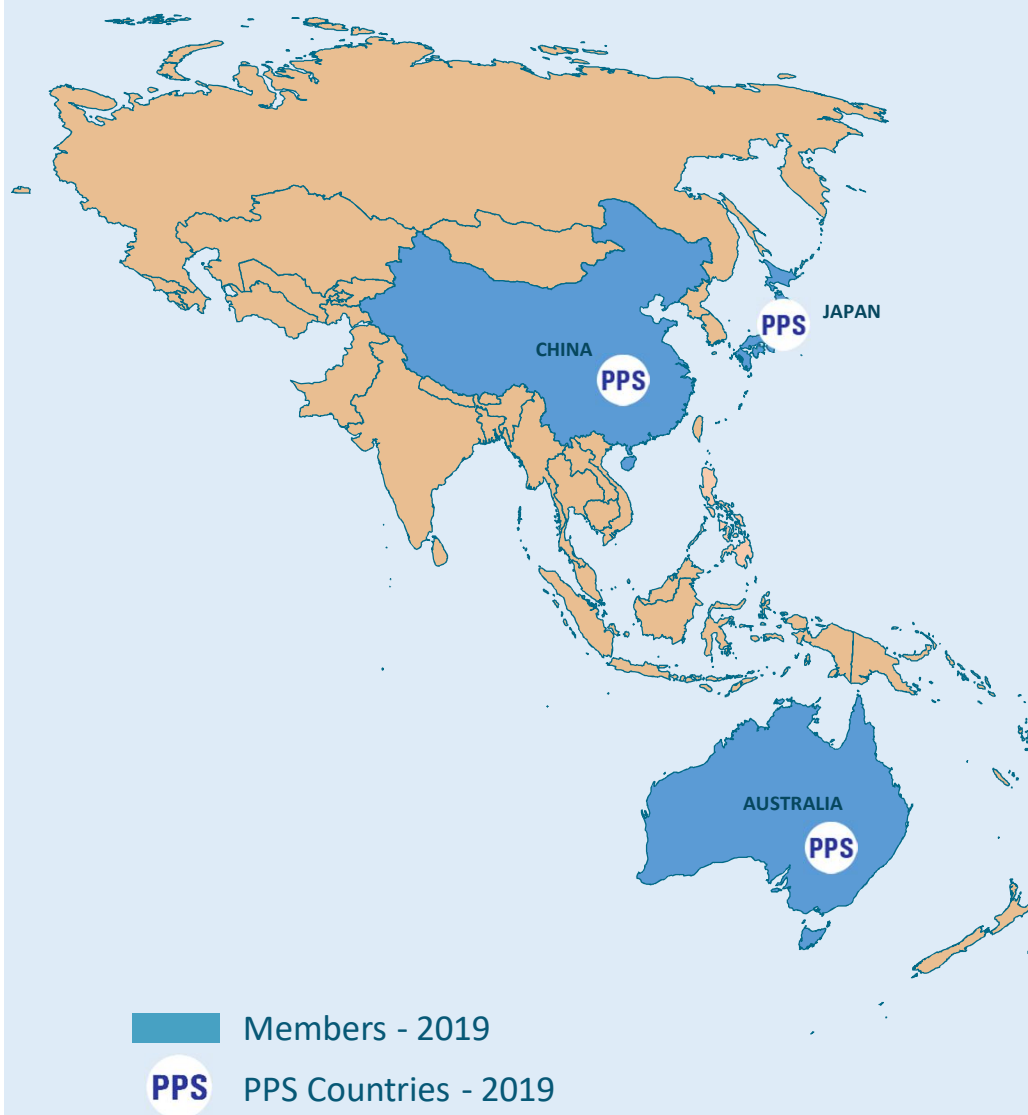 JAPAN
PPS
CHINA
PPS
AUSTRALIA
PPS
Members - 2019
PPS PPS Countries - 2019